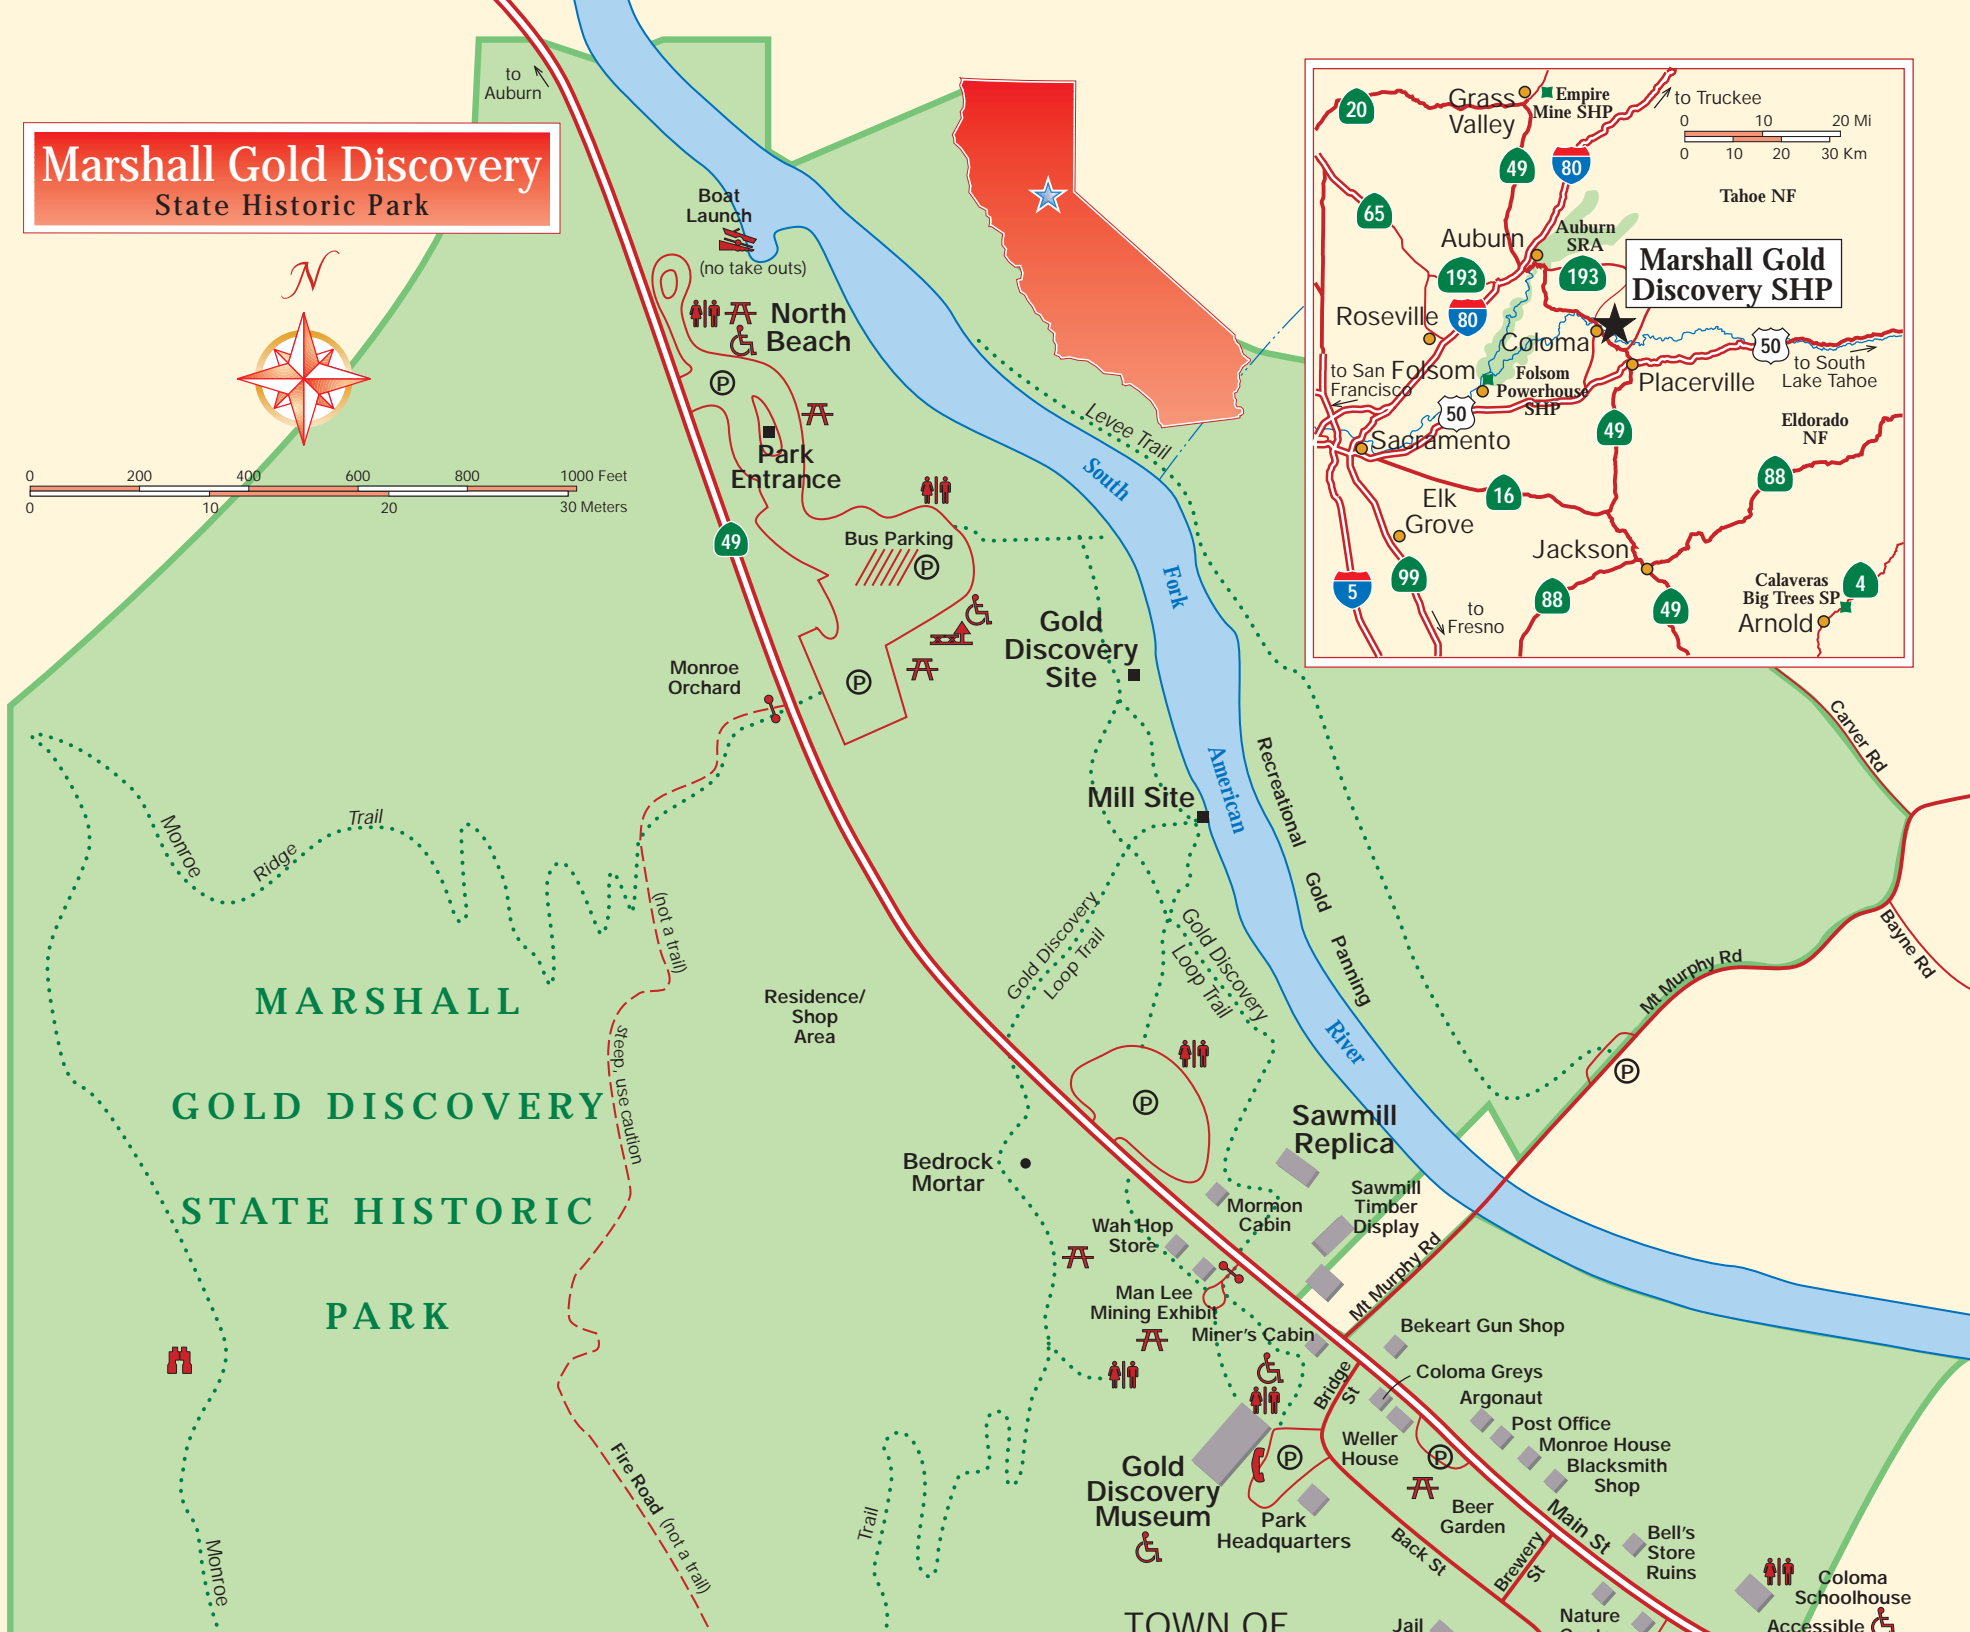 to
Auburn
Marshall Gold Discovery
State Historic Park
N
0 200 400 600 800 1000 Feet
0 10 20 30 Meters
Boat
Launch
(no take outs)
North
Beach
P
Park
Entrance
49
Bus Parking
P
P
Monroe
Orchard
Gold
Discovery
Site
Mill Site
Levee Trail
South
Fork
American
River
Recreational Gold Panning
Monroe
Ridge
Trail
(not a trail)
steep, use caution
Fire Road (not a trail)
Monroe
Trail
MARSHALL
GOLD DISCOVERY
STATE HISTORIC
PARK
Residence/
Shop
Area
Gold Discovery
Loop Trail
Gold Discovery
Loop Trail
P
Bedrock
Mortar
Sawmill
Replica
Sawmill
Timber
Display
Mormon
Cabin
Wah Hop
Store
Man Lee
Mining Exhibit
Miner's Cabin
Mt Murphy Rd
Mt Murphy Rd
P
Carver Rd
Bayne Rd
Bekeart Gun Shop
Coloma Greys
Argonaut
Post Office
Monroe House
Blacksmith
Shop
Bridge
St
Weller
House
P
P
Beer
Garden
Gold
Discovery
Museum
Park
Headquarters
Back St
Brewery
St
Main St
Bell's
Store
Ruins
Coloma
Schoolhouse
Accessible
Nature
Jail
TOWN OF
20
Grass
Valley
Empire
Mine SHP
to Truckee
0 10 20 Mi
0 10 20 30 Km
49
80
Tahoe NF
65
Auburn
Auburn
SRA
193
193
Marshall Gold
Discovery SHP
Roseville
80
Coloma
50
to South
Lake Tahoe
to San
Francisco
Folsom
Folsom
Powerhouse
SHP
Placerville
50
49
Eldorado
NF
Sacramento
88
16
Elk
Grove
Jackson
99
5
88
49
Calaveras
Big Trees SP
4
Arnold
to
Fresno